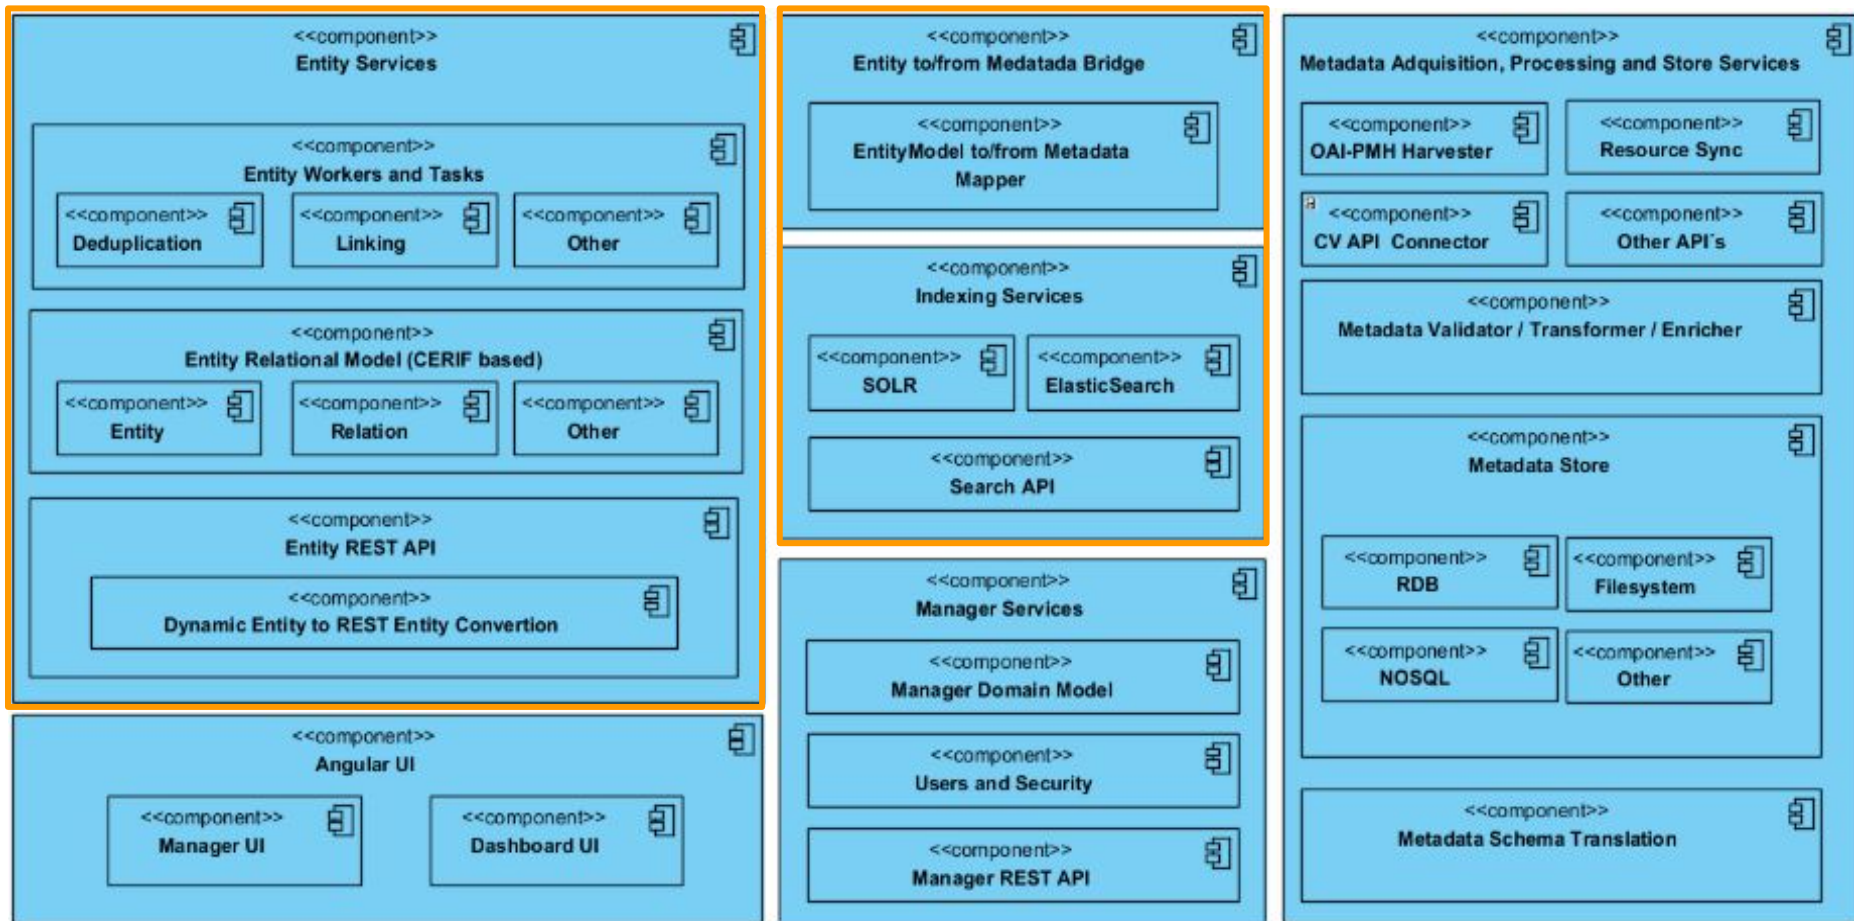 <<component>>
Entity Services
<<component>>
Entity Workers and Tasks
<<component>>
Deduplication
<<component>>
Linking
<<component>>
Other
<<component>>
Entity Relational Model (CERIF based)
<<component>>
Entity
<<component>>
Relation
<<component>>
Other
<<component>>
Entity REST API
<<component>>
Dynamic Entity to REST Entity Convertion
<<component>>
Angular UI
<<component>>
Manager UI
<<component>>
Dashboard UI
<<component>>
Entity to/from Medatada Bridge
<<component>>
EntityModel to/from Metadata
Mapper
<<component>>
Indexing Services
<<component>>
SOLR
<<component>>
ElasticSearch
<<component>>
Search API
<<component>>
Manager Services
<<component>>
Manager Domain Model
<<component>>
Users and Security
<<component>>
Manager REST API
<<component>>
Metadata Adquisition, Processing and Store Services
<<component>>
OAI-PMH Harvester
<<component>>
Resource Sync
<<component>>
CV API Connector
<<component>>
Other API´s
<<component>>
Metadata Validator / Transformer / Enricher
<<component>>
Metadata Store
<<component>>
RDB
<<component>>
Filesystem
<<component>>
NOSQL
<<component>>
Other
<<component>>
Metadata Schema Translation